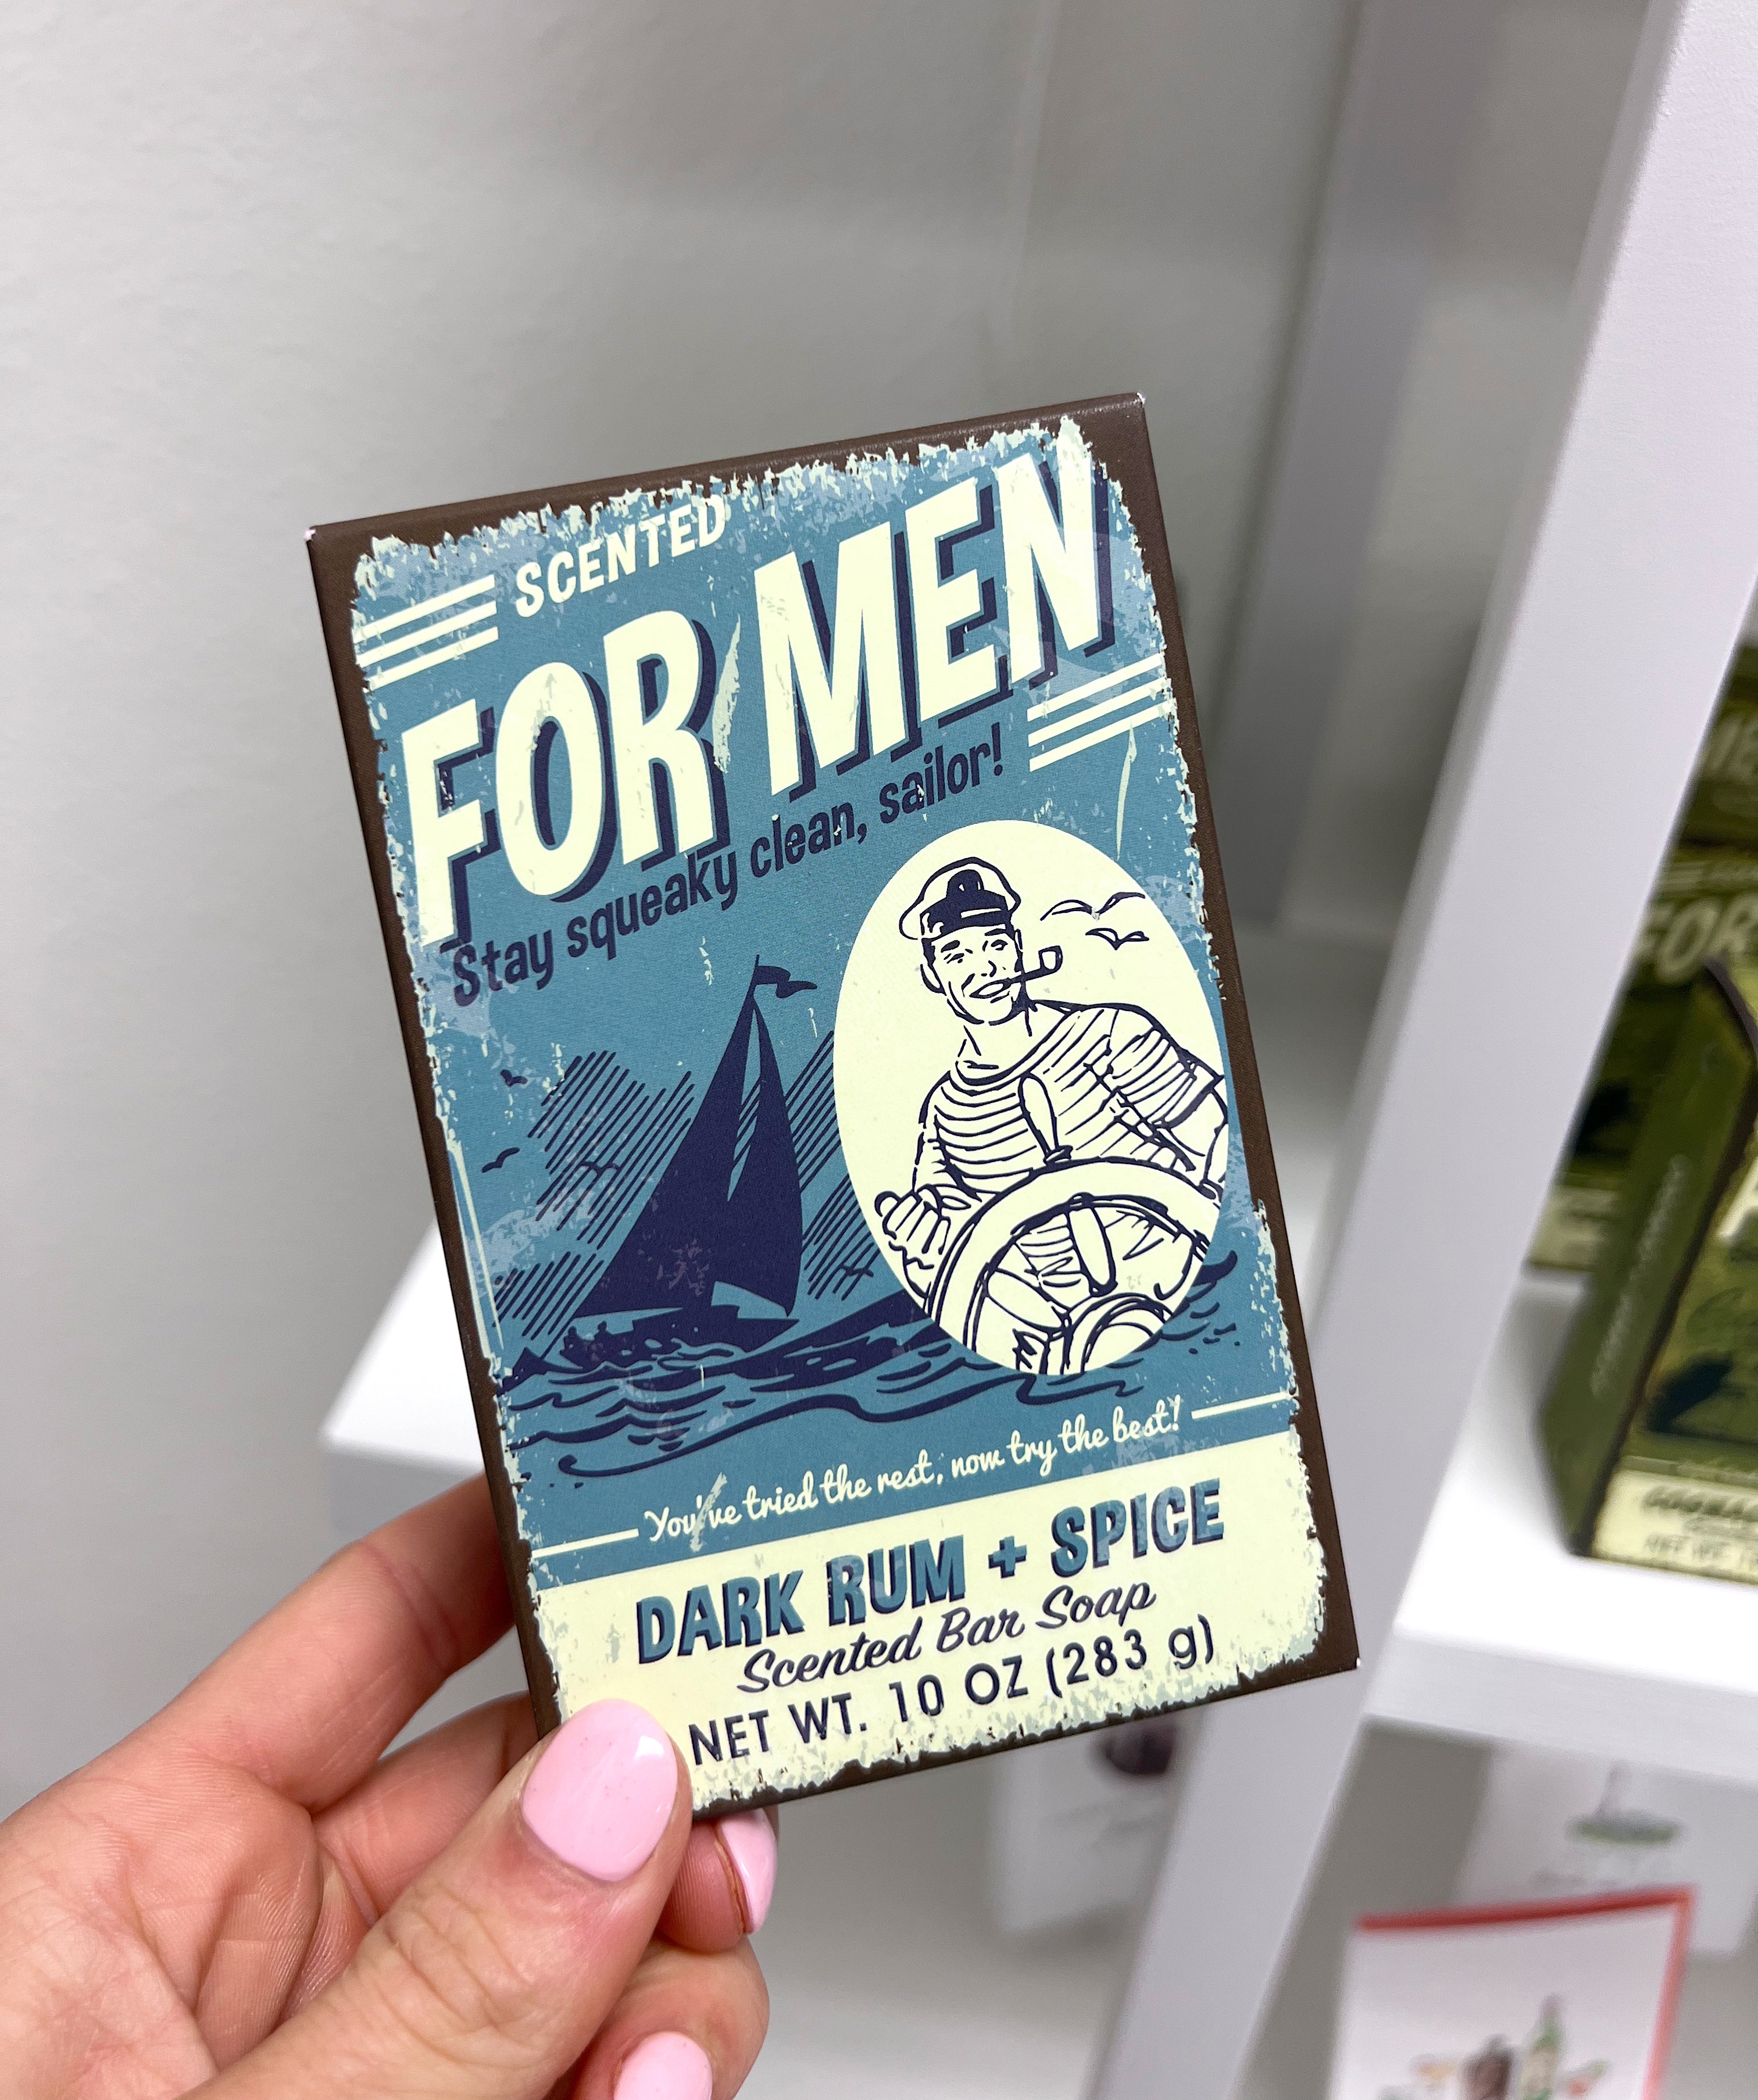 SCENTED
FOR MEN
Stay squeaky clean, sailor!
You've tried the rest, now try the best!
DARK RUM + SPICE
Scented Bar Soap
NET WT. 10 OZ (283 g)
FOR